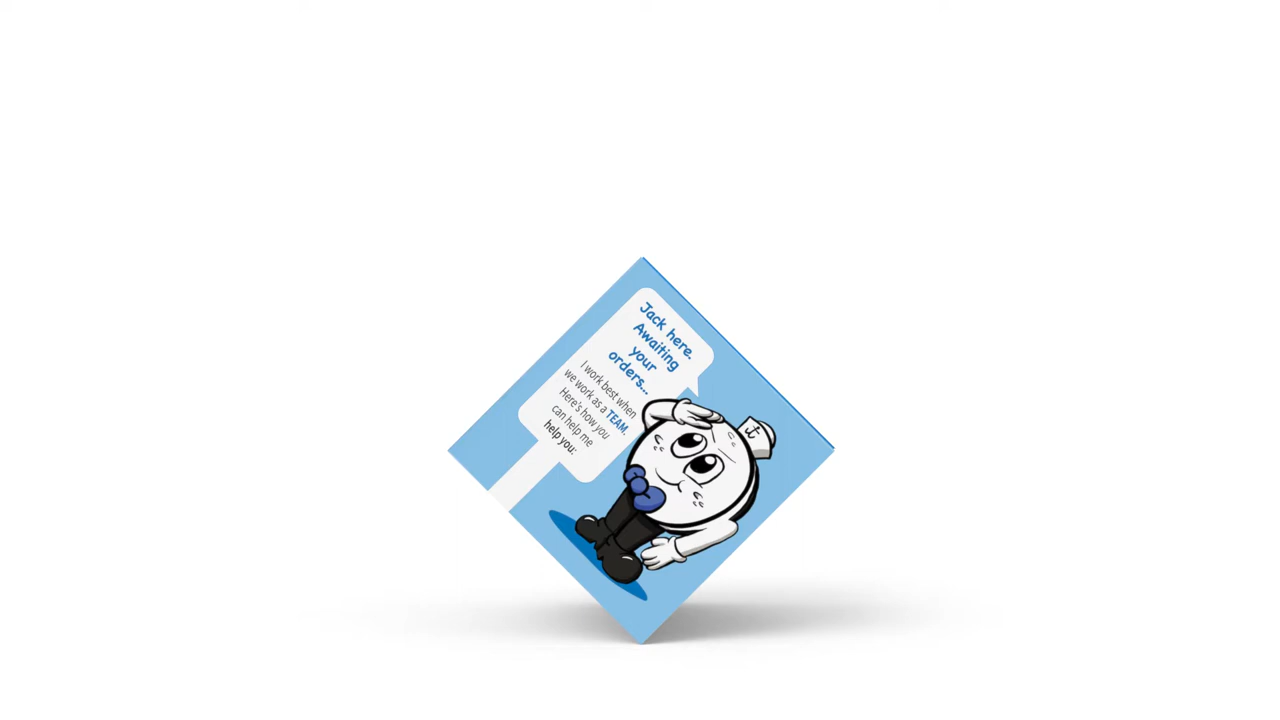 Jack here.
Awaiting
your
orders...
I work best when
we work as a TEAM.
Here's how you
can help me
help you:
t